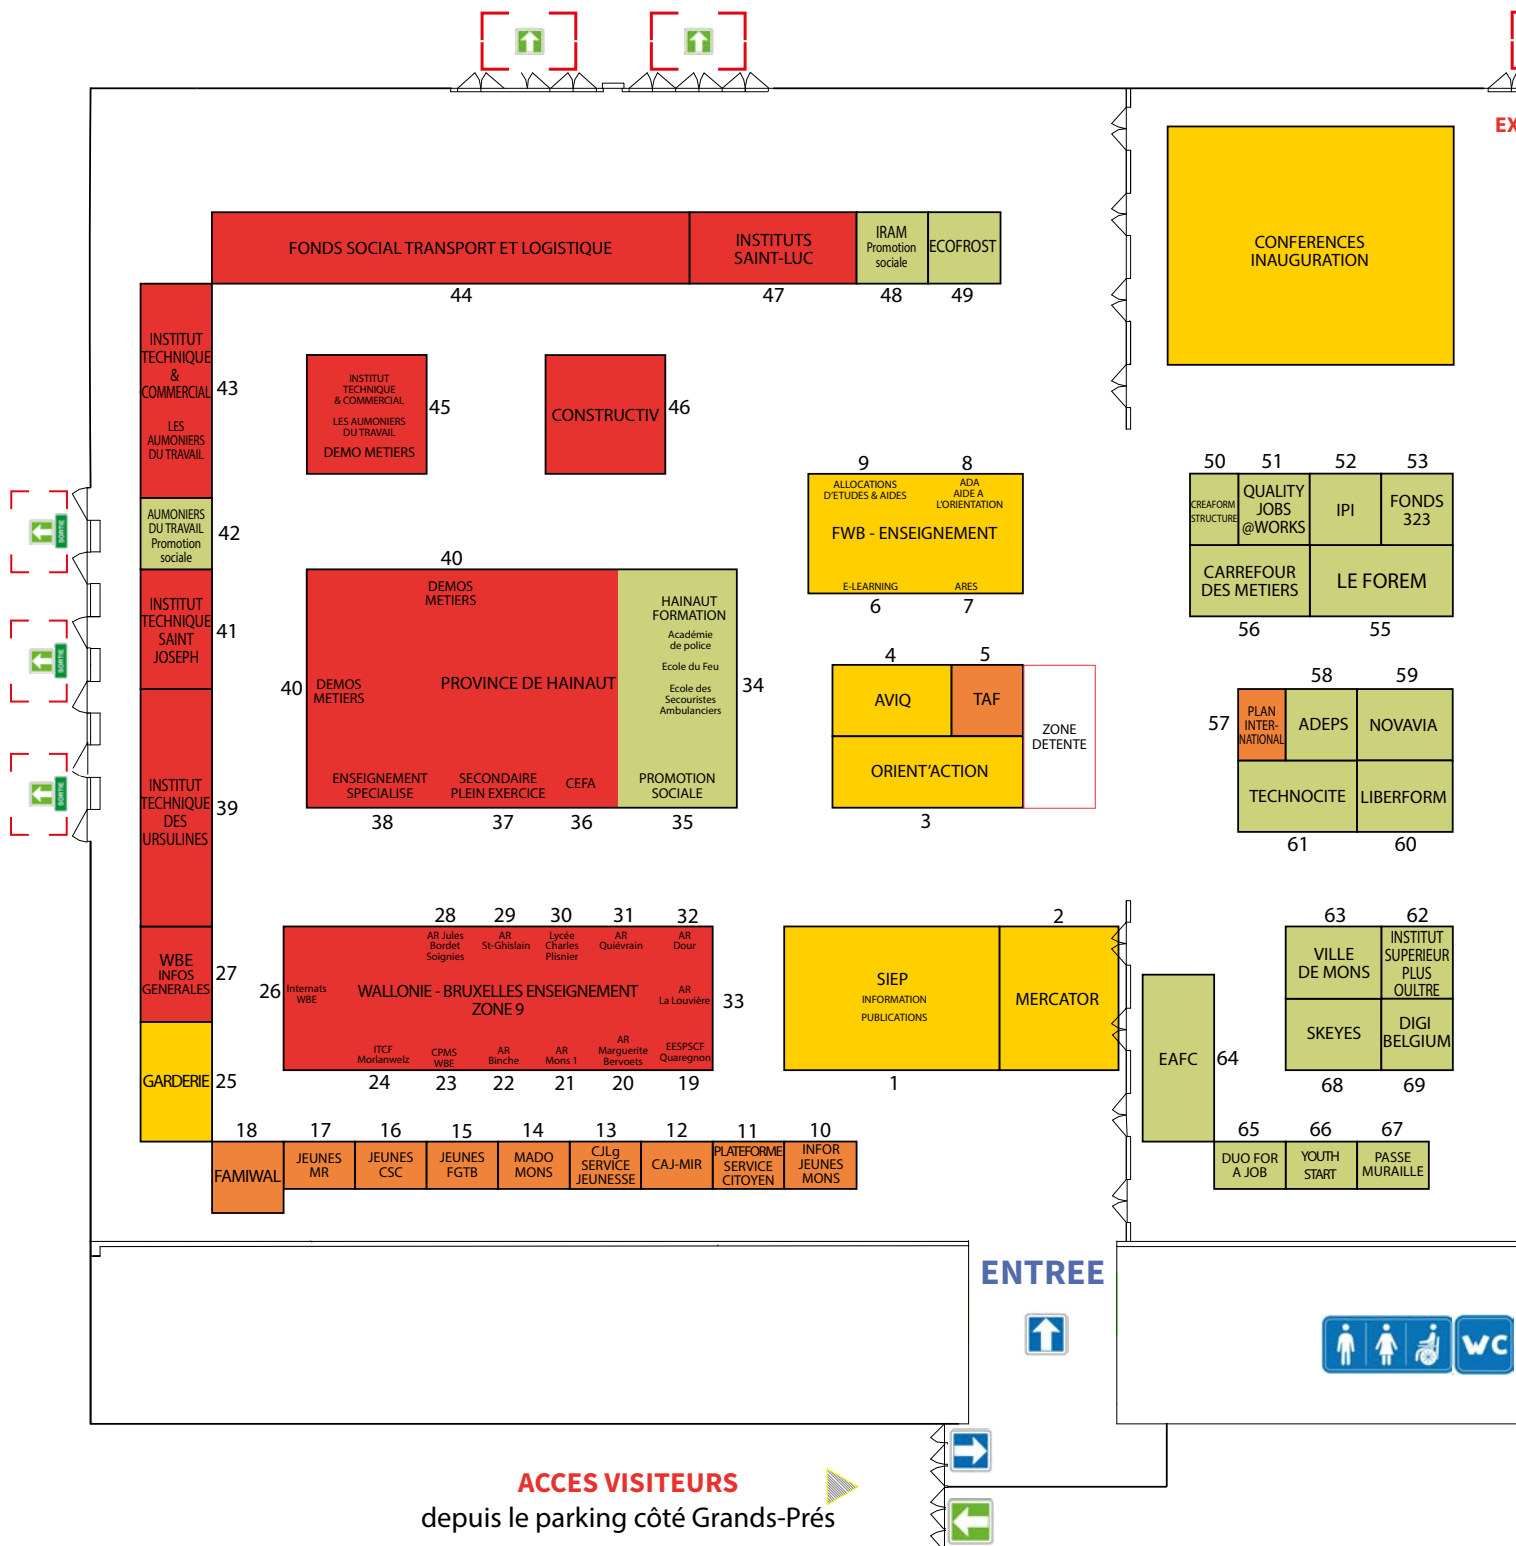 EX
FONDS SOCIAL TRANSPORT ET LOGISTIQUE
44
INSTITUTS
SAINT-LUC
47
IRAM
Promotion
sociale
48
ECOFROST
49
CONFERENCES
INAUGURATION
INSTITUT
TECHNIQUE
&
COMMERCIAL
LES
AUMONIERS
DU TRAVAIL
43
INSTITUT
TECHNIQUE
& COMMERCIAL
LES AUMONIERS
DU TRAVAIL
DEMO METIERS
45
CONSTRUCTIV
46
AUMONIERS
DU TRAVAIL
Promotion
sociale
42
INSTITUT
TECHNIQUE
SAINT
JOSEPH
41
INSTITUT
TECHNIQUE
DES
URSULINES
39
WBE
INFOS
GENERALES
27
GARDERIE
25
SORTIE
SORTIE
SORTIE
9
8
ALLOCATIONS
D'ETUDES & AIDES
ADA
AIDE A
L'ORIENTATION
FWB - ENSEIGNEMENT
E-LEARNING
ARES
6
7
50
51
52
53
CREAFORM
STRUCTURE
QUALITY
JOBS
@WORKS
IPI
FONDS
323
CARREFOUR
DES METIERS
LE FOREM
56
55
40
DEMOS
METIERS
40
DEMOS
METIERS
PROVINCE DE HAINAUT
ENSEIGNEMENT
SPECIALISE
SECONDAIRE
PLEIN EXERCICE
CEFA
38
37
36
HAINAUT
FORMATION
Académie
de police
Ecole du Feu
Ecole des
Secouristes
Ambulanciers
34
PROMOTION
SOCIALE
35
4
5
AVIQ
TAF
ORIENT'ACTION
3
ZONE
DETENTE
58
59
57
PLAN
INTER-
NATIONAL
ADEPS
NOVAVIA
TECHNOCITE
LIBERFORM
61
60
28
29
30
31
32
AR Jules
Bordet
Soignies
AR
St-Ghislain
Lycée
Charles
Plisnier
AR
Quiévrain
AR
Dour
26
Internats
WBE
WALLONIE - BRUXELLES ENSEIGNEMENT
ZONE 9
AR
La Louvière
33
ITCF
Morlanwelz
CPMS
WBE
AR
Binche
AR
Mons 1
AR
Marguerite
Bervoets
EESPSCF
Quaregnon
24
23
22
21
20
19
2
SIEP
INFORMATION
PUBLICATIONS
MERCATOR
1
63
62
VILLE
DE MONS
INSTITUT
SUPERIEUR
PLUS
OULTRE
SKEYES
DIGI
BELGIUM
68
69
EAFC
64
18
17
16
15
14
13
12
11
10
FAMIWAL
JEUNES
MR
JEUNES
CSC
JEUNES
FGTB
MADO
MONS
CJLg
SERVICE
JEUNESSE
CAJ-MIR
PLATEFORME
SERVICE
CITOYEN
INFOR
JEUNES
MONS
65
66
67
DUO FOR
A JOB
YOUTH
START
PASSE
MURAILLE
ENTREE
WC
ACCES VISITEURS
depuis le parking côté Grands-Prés